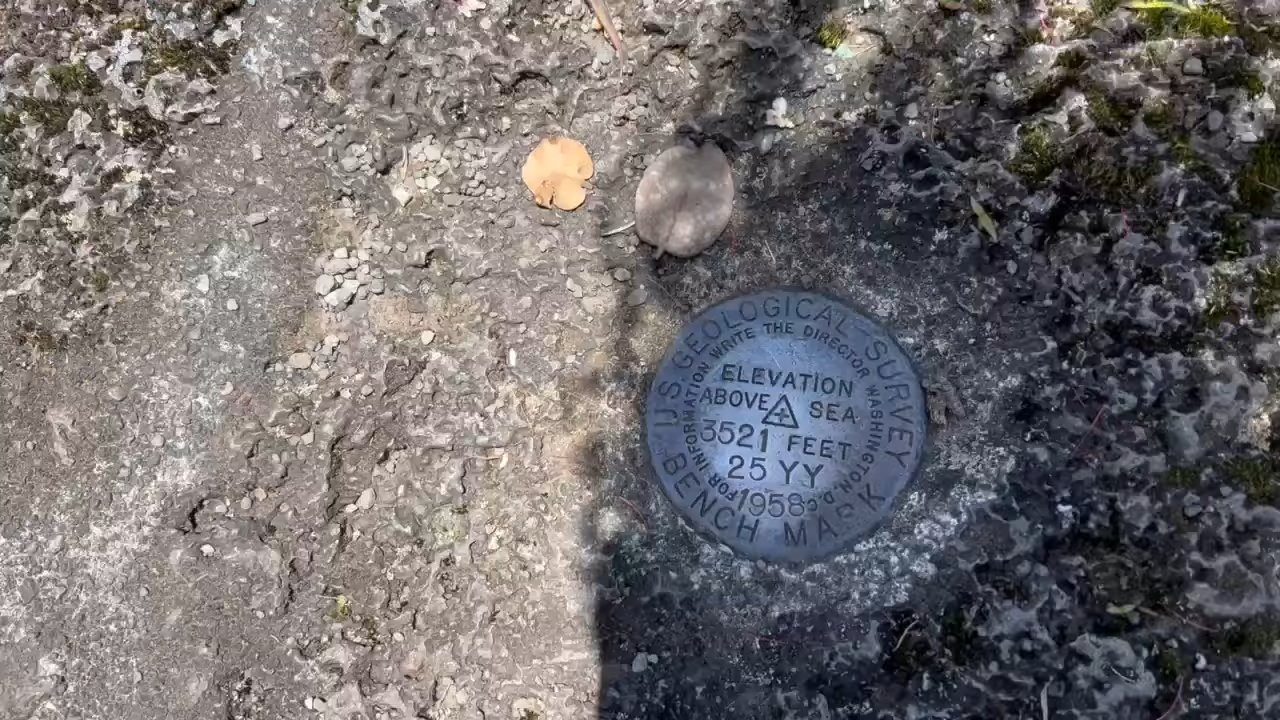 U.S. GEOLOGICAL SURVEY
FOR INFORMATION WRITE THE DIRECTOR WASHINGTON, D.C.
ELEVATION
ABOVE SEA
3521 FEET
25 YY
1958
BENCH MARK